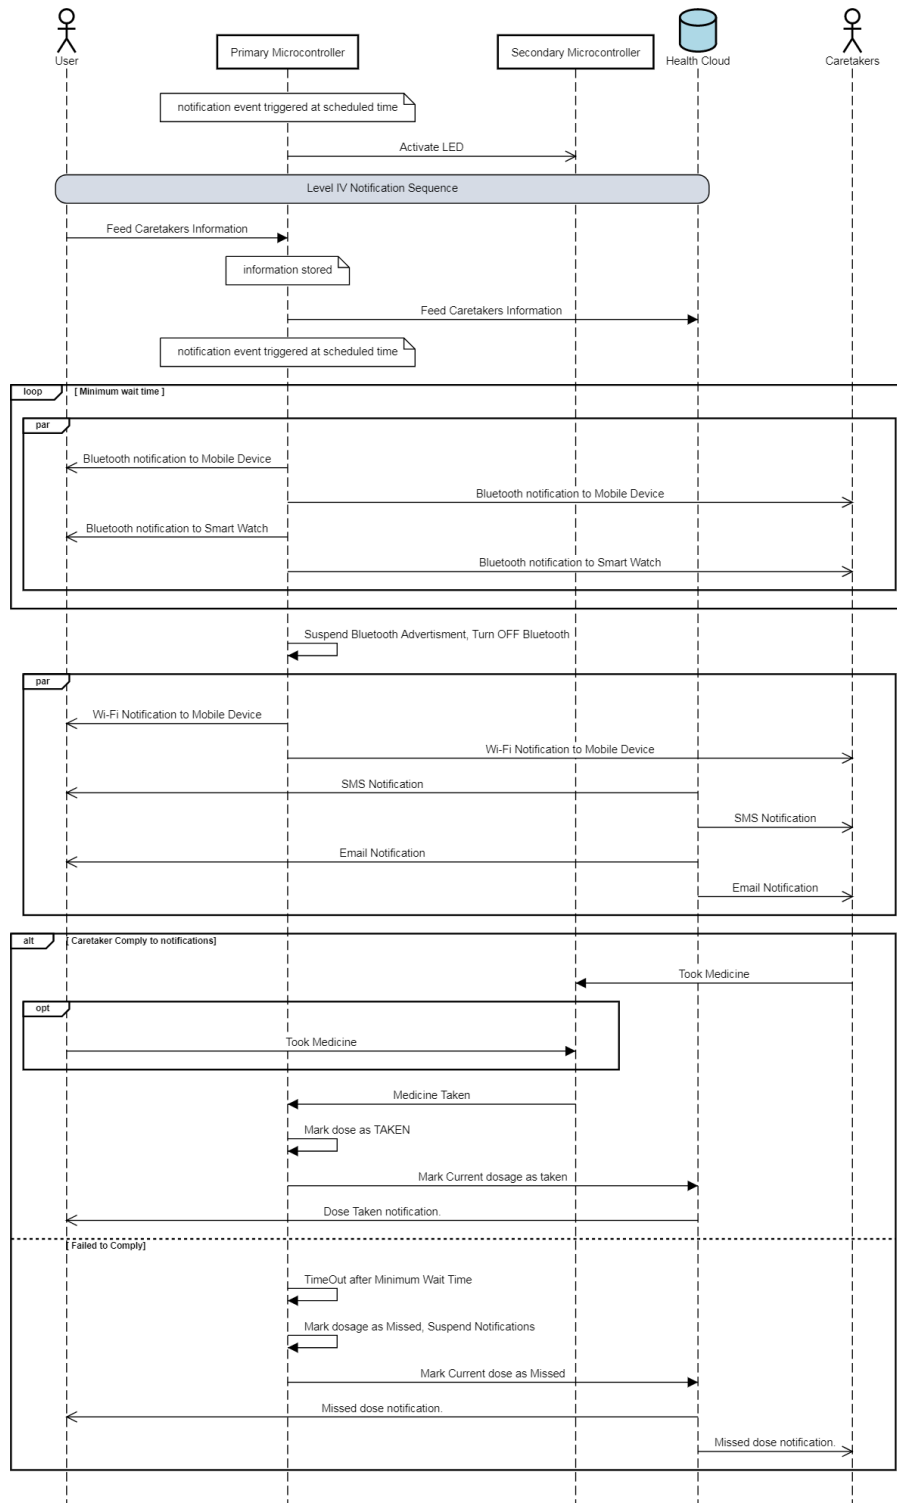 User
Primary Microcontroller
Secondary Microcontroller
Health Cloud
Caretakers
notification event triggered at scheduled time
Activate LED
Level IV Notification Sequence
Feed Caretakers Information
information stored
Feed Caretakers Information
notification event triggered at scheduled time
loop
[ Minimum wait time ]
par
Bluetooth notification to Mobile Device
Bluetooth notification to Mobile Device
Bluetooth notification to Smart Watch
Bluetooth notification to Smart Watch
Suspend Bluetooth Advertisment, Turn OFF Bluetooth
par
Wi-Fi Notification to Mobile Device
Wi-Fi Notification to Mobile Device
SMS Notification
SMS Notification
Email Notification
Email Notification
alt
[ Caretaker Comply to notifications]
Took Medicine
opt
Took Medicine
Medicine Taken
Mark dose as TAKEN
Mark Current dosage as taken
Dose Taken notification.
[ Failed to Comply]
TimeOut after Minimum Wait Time
Mark dosage as Missed, Suspend Notifications
Mark Current dose as Missed
Missed dose notification.
Missed dose notification.